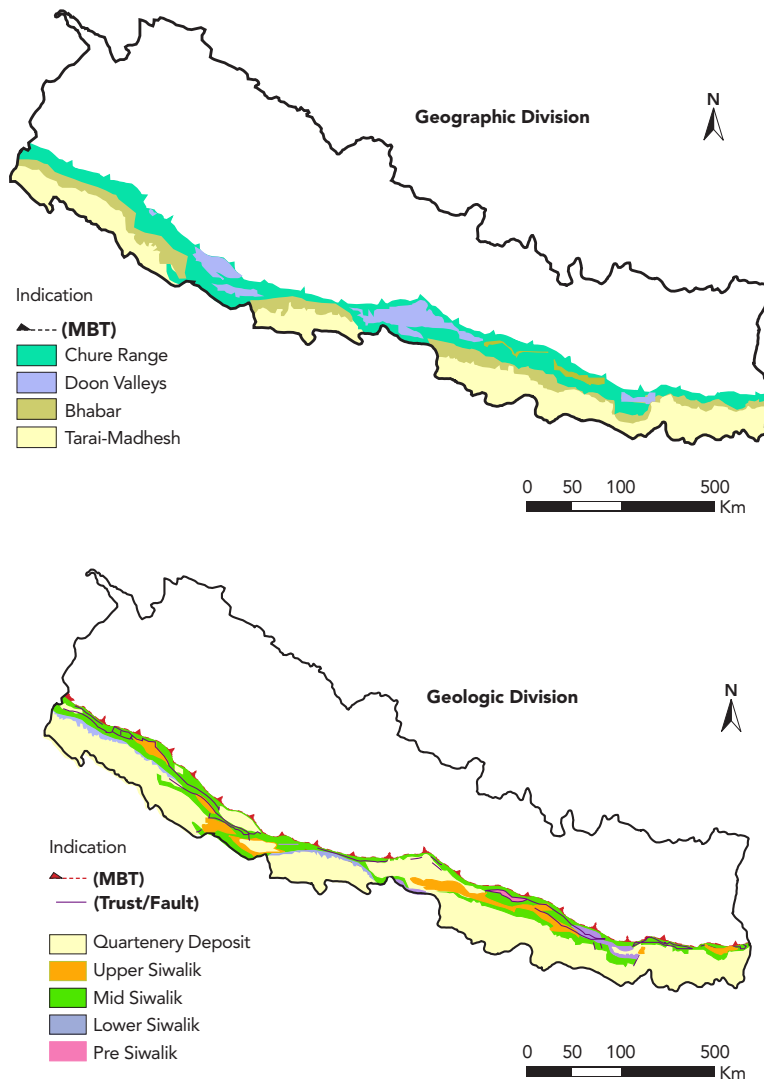 Geographic Division
N
Indication
(MBT)
Chure Range
Doon Valleys
Bhabar
Tarai-Madhesh
0 50 100 500
Km
Geologic Division
N
Indication
(MBT)
(Trust/Fault)
Quartenery Deposit
Upper Siwalik
Mid Siwalik
Lower Siwalik
Pre Siwalik
0 50 100 500
Km